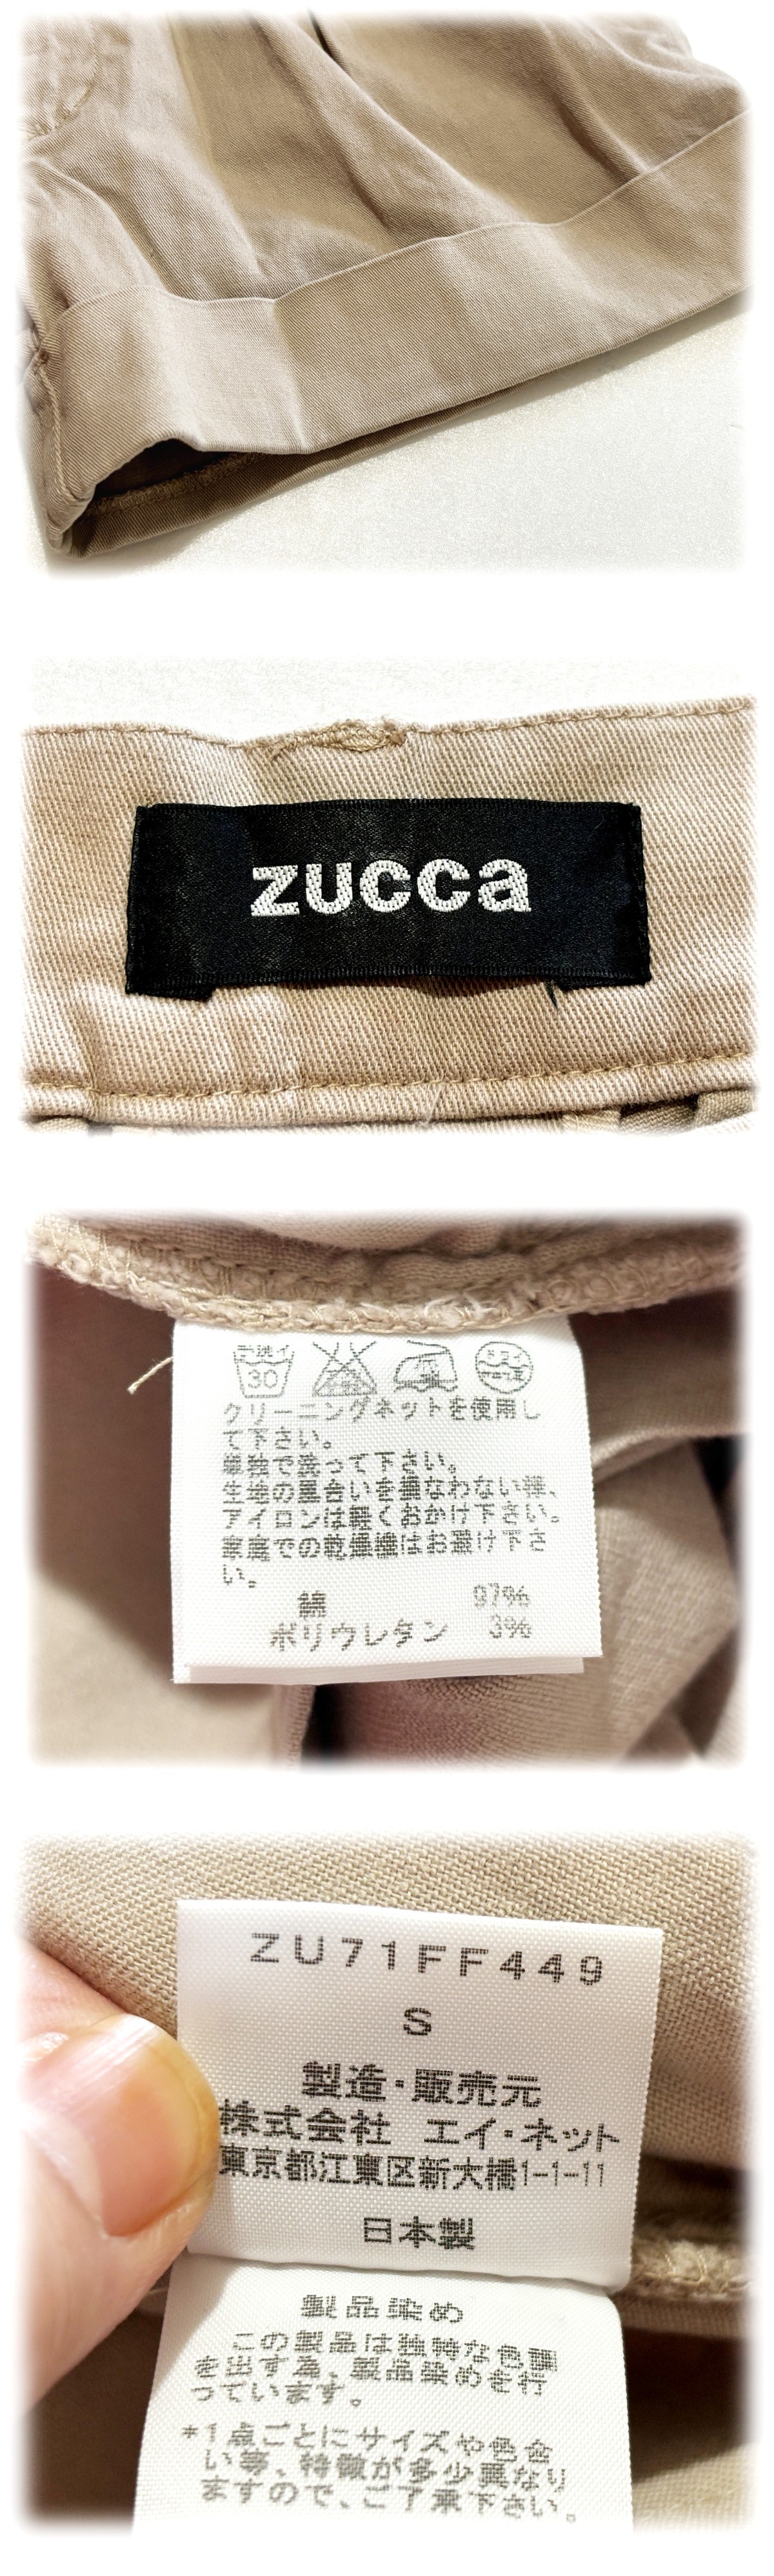 zucca
30
クリーニングネットを使用し
て下さい。
単独で洗って下さい。
生地の風合いを損なわない様、
アイロンは軽くおかけ下さい。
家庭での乾燥機はお避け下さ
い。
綿 97%
ポリウレタン 3%
ZU71FF449
S
製造・販売元
株式会社 エイ・ネット
東京都江東区新大橋1-1-11
日本製
製品染め
この製品は独特な色調
を出す為、製品染めを行
っています。
*1点ごとにサイズや色合
い等、特徴が多少異なり
ますので、ご了承下さい。